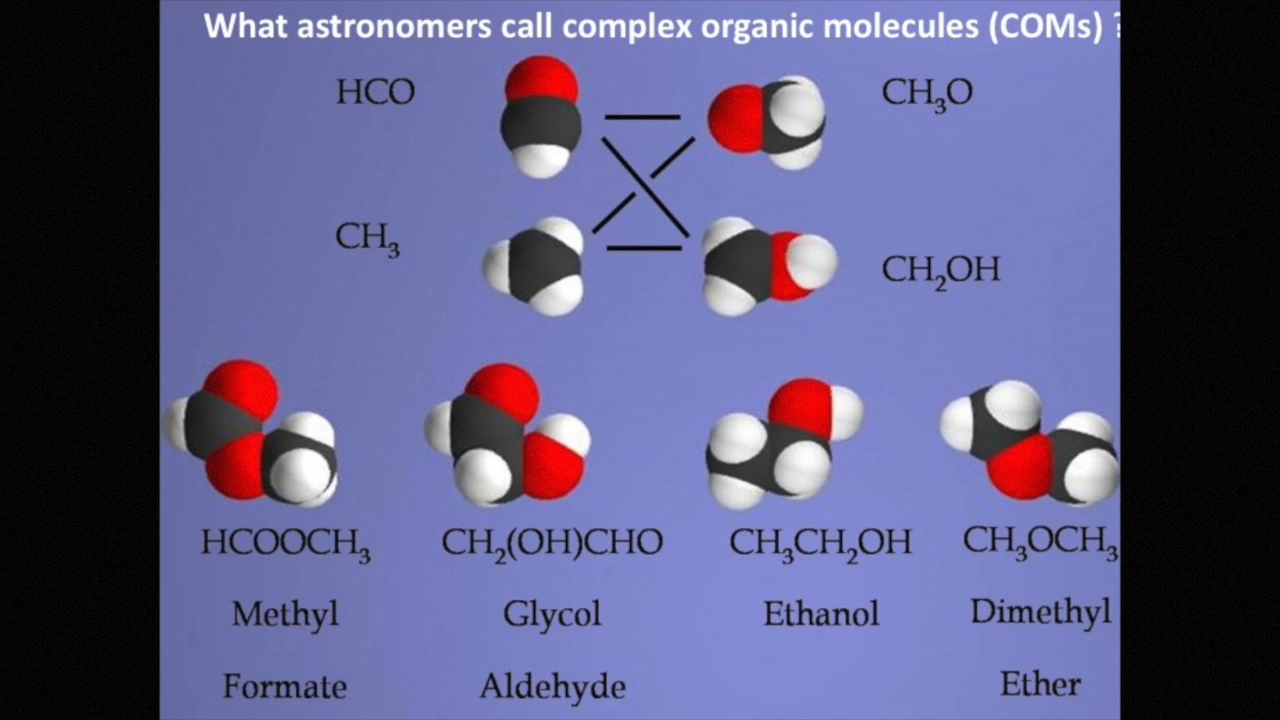 What astronomers call complex organic molecules (COMs) ?
HCO
CH₃O
CH₃
CH₂OH
HCOOCH₃ CH₂(OH)CHO CH₃CH₂OH CH₃OCH₃
Methyl Glycol Ethanol Dimethyl
Formate Aldehyde Ether